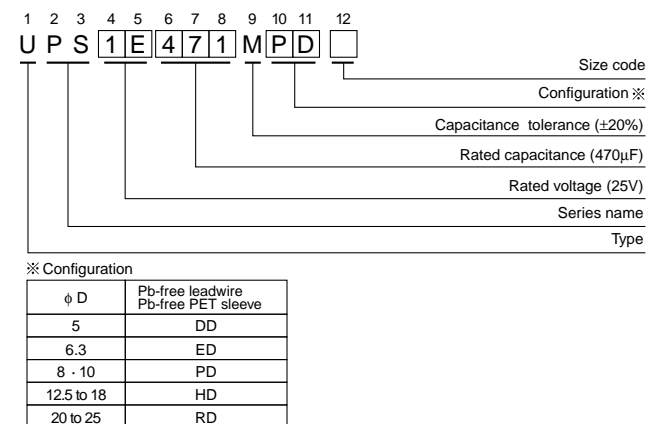 1 2 3 4 5 6 7 8 9 10 11 12
U P S 1 E 4 7 1 M P D
Size code
Configuration ※
Capacitance tolerance (±20%)
Rated capacitance (470µF)
Rated voltage (25V)
Series name
Type
※ Configuration
ϕ D Pb-free leadwire
Pb-free PET sleeve
5 DD
6.3 ED
8 · 10 PD
12.5 to 18 HD
20 to 25 RD